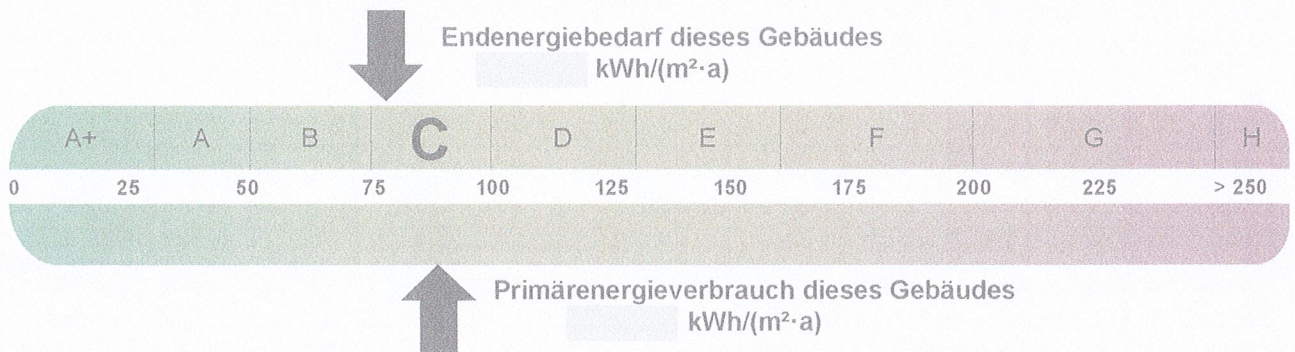 Endenergiebedarf dieses Gebäudes
kWh/(m²·a)
A+ A B C D E F G H
0 25 50 75 100 125 150 175 200 225 > 250
Primärenergieverbrauch dieses Gebäudes
kWh/(m²·a)